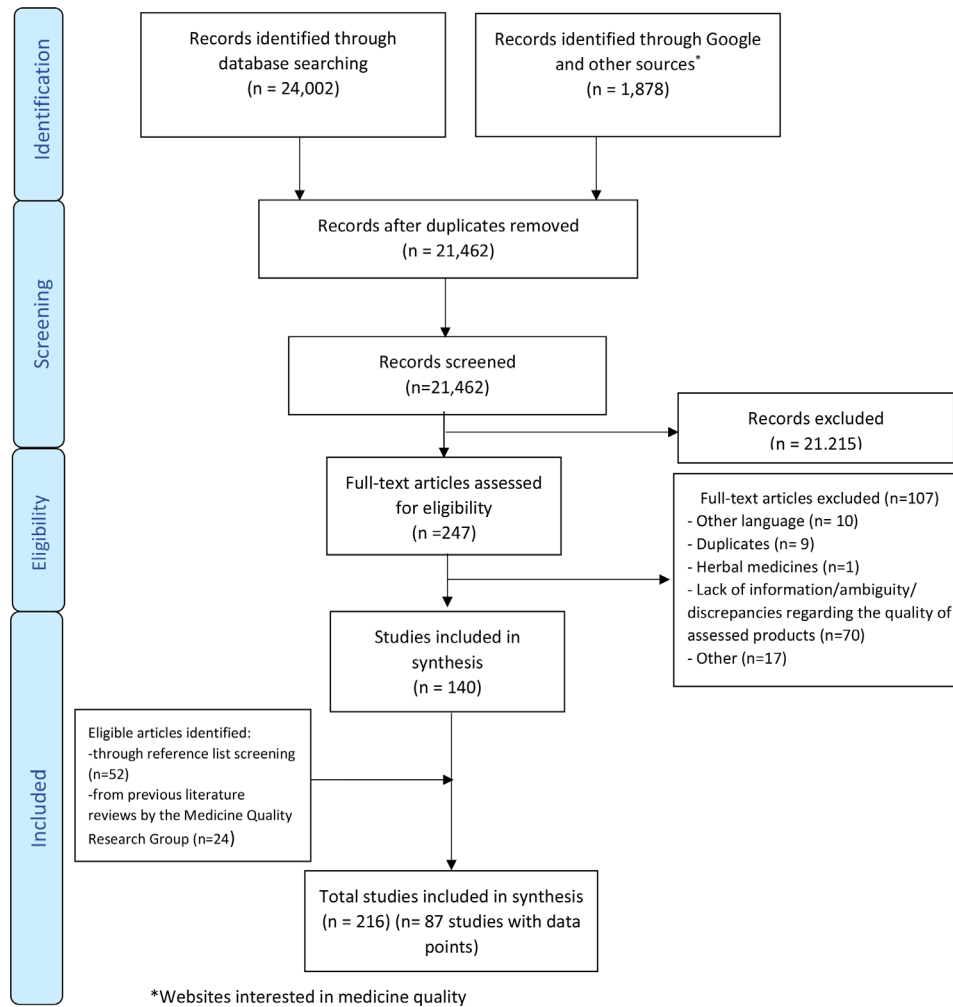 Identification
Records identified through
database searching
(n = 24,002)
Records identified through Google
and other sources*
(n = 1,878)
Screening
Records after duplicates removed
(n = 21,462)
Records screened
(n=21,462)
Records excluded
(n = 21.215)
Eligibility
Full-text articles assessed
for eligibility
(n =247)
Full-text articles excluded (n=107)
- Other language (n= 10)
- Duplicates (n= 9)
- Herbal medicines (n=1)
- Lack of information/ambiguity/
discrepancies regarding the quality of
assessed products (n=70)
- Other (n=17)
Included
Studies included in
synthesis
(n = 140)
Eligible articles identified:
-through reference list screening
(n=52)
-from previous literature
reviews by the Medicine Quality
Research Group (n=24)
Total studies included in synthesis
(n = 216) (n= 87 studies with data
points)
*Websites interested in medicine quality